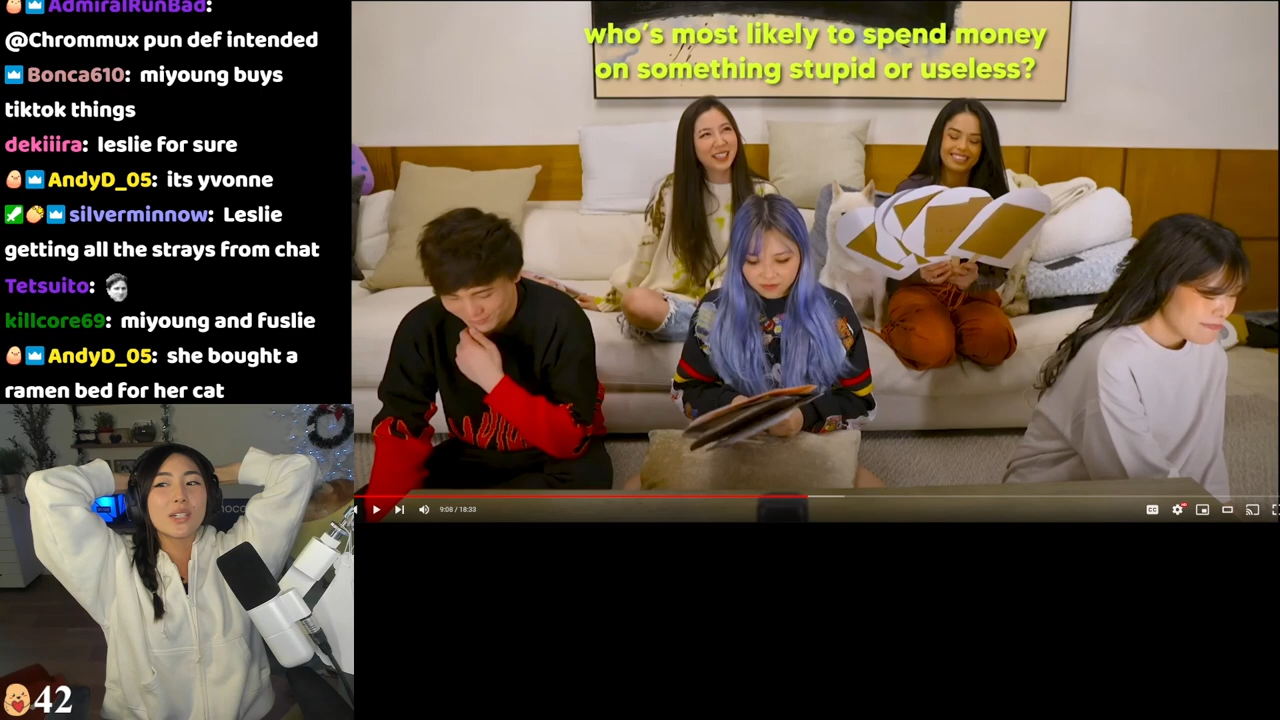 AdmiralRunBad:
@Chrommux pun def intended
Bonca610: miyoung buys
tiktok things
dekiiira: leslie for sure
AndyD_05: its yvonne
silverminnow: Leslie
getting all the strays from chat
Tetsuito:
killcore69: miyoung and fuslie
AndyD_05: she bought a
ramen bed for her cat
who's most likely to spend money
on something stupid or useless?
9:08 / 18:33
CC
42